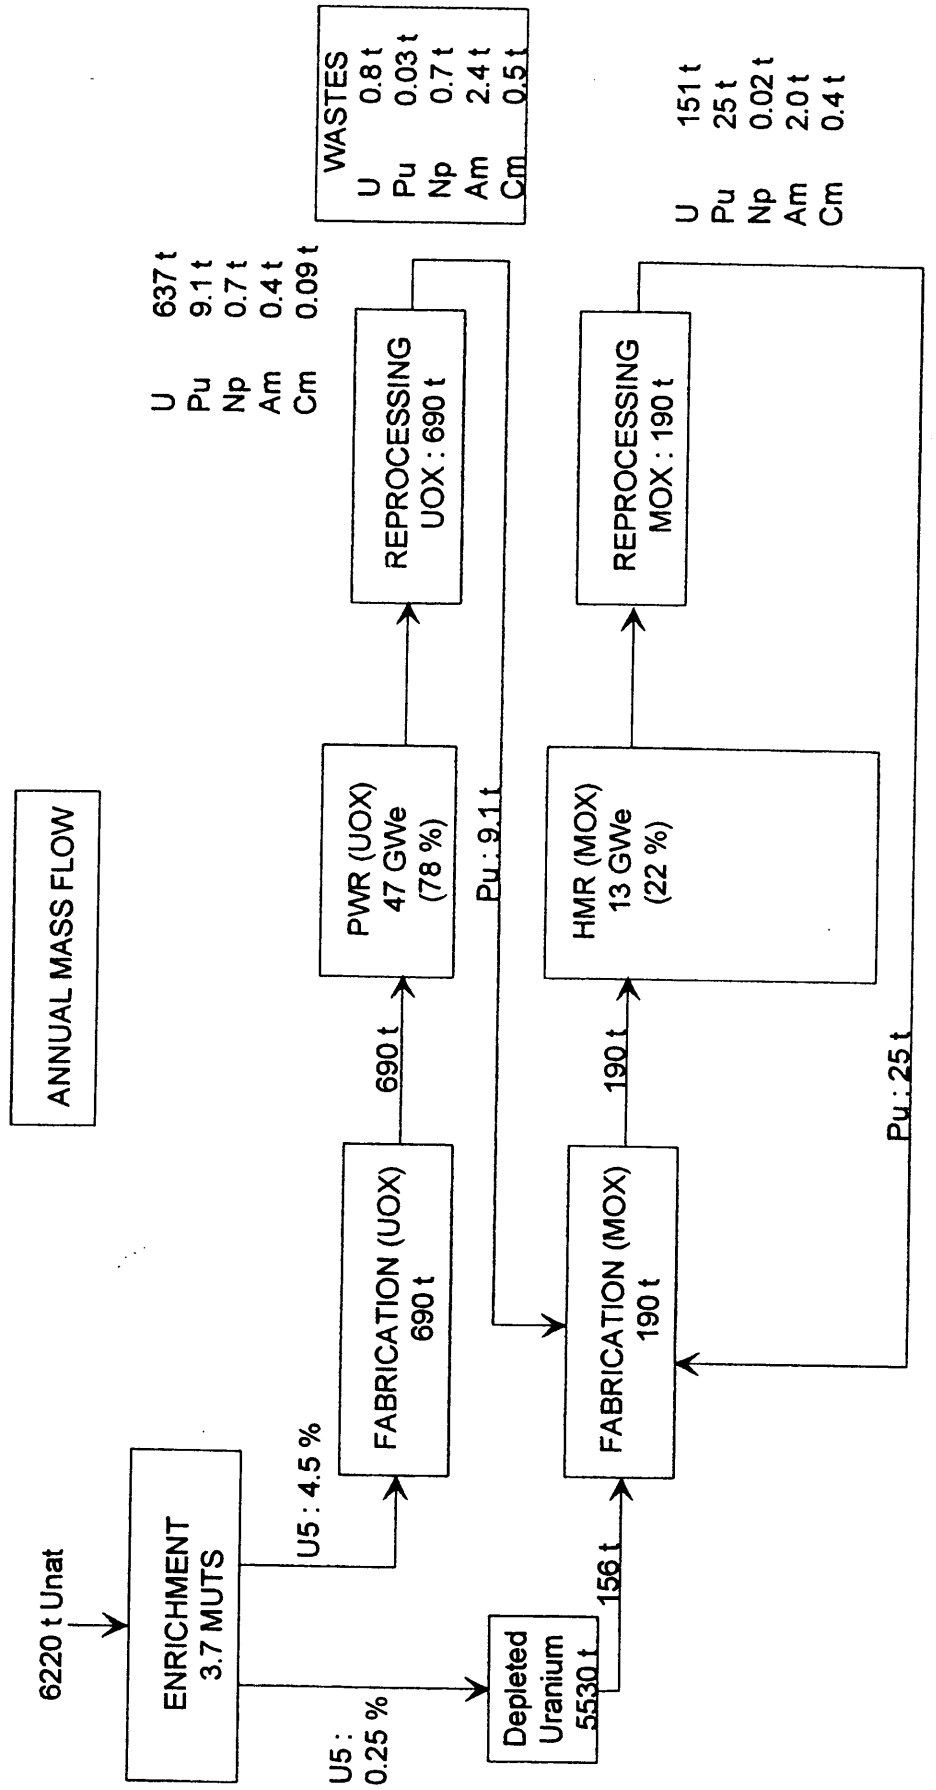 ANNUAL MASS FLOW
6220 t Unat
ENRICHMENT
3.7 MUTS
U5 :
0.25 %
U5 : 4.5 %
Depleted
Uranium
5530 t
156 t
FABRICATION (UOX)
690 t
690 t
PWR (UOX)
47 GWe
(78 %)
REPROCESSING
UOX : 690 t
U 637 t
Pu 9.1 t
Np 0.7 t
Am 0.4 t
Cm 0.09 t
WASTES
U 0.8 t
Pu 0.03 t
Np 0.7 t
Am 2.4 t
Cm 0.5 t
Pu : 9.1 t
FABRICATION (MOX)
190 t
190 t
HMR (MOX)
13 GWe
(22 %)
REPROCESSING
MOX : 190 t
U 151 t
Pu 25 t
Np 0.02 t
Am 2.0 t
Cm 0.4 t
Pu : 25 t